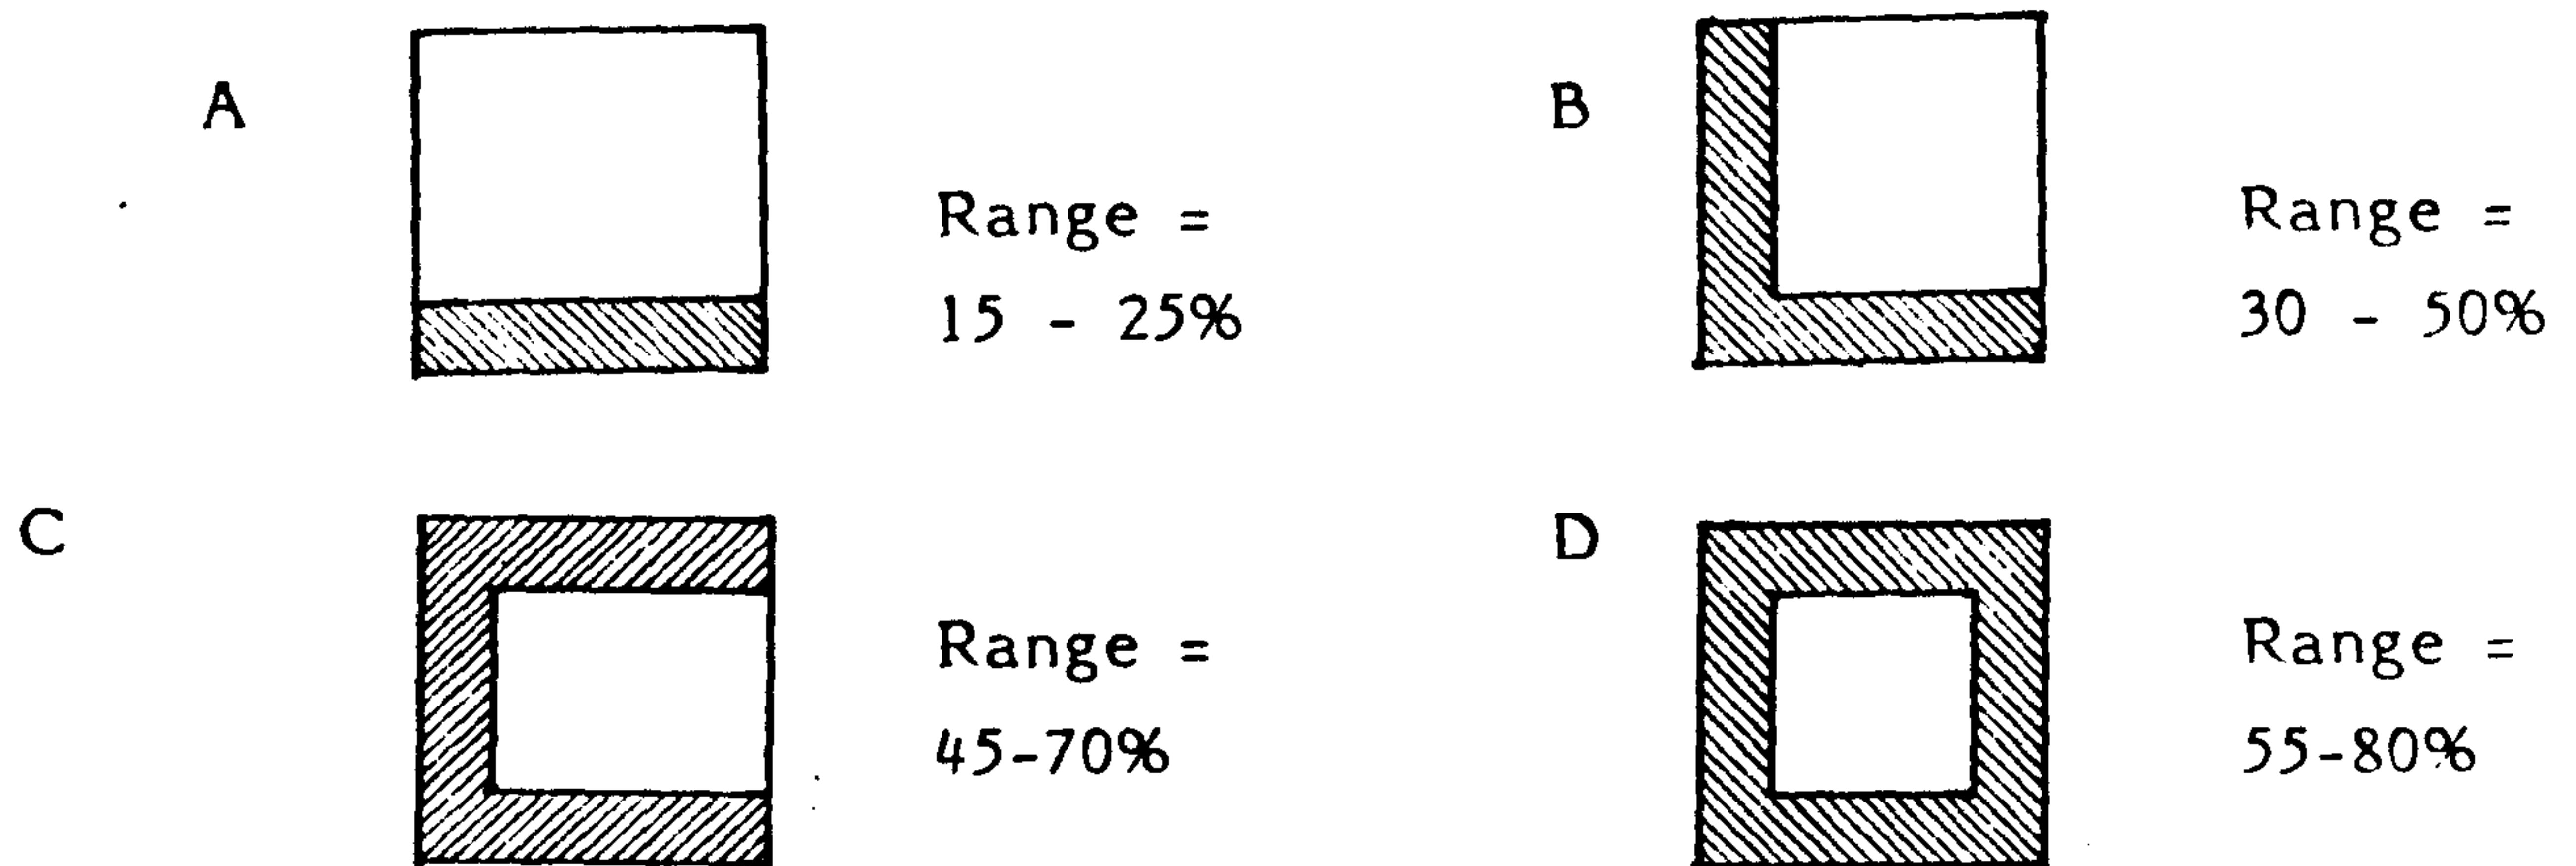 A
Range =
15 - 25%
B
Range =
30 - 50%
C
Range =
45-70%
D
Range =
55-80%